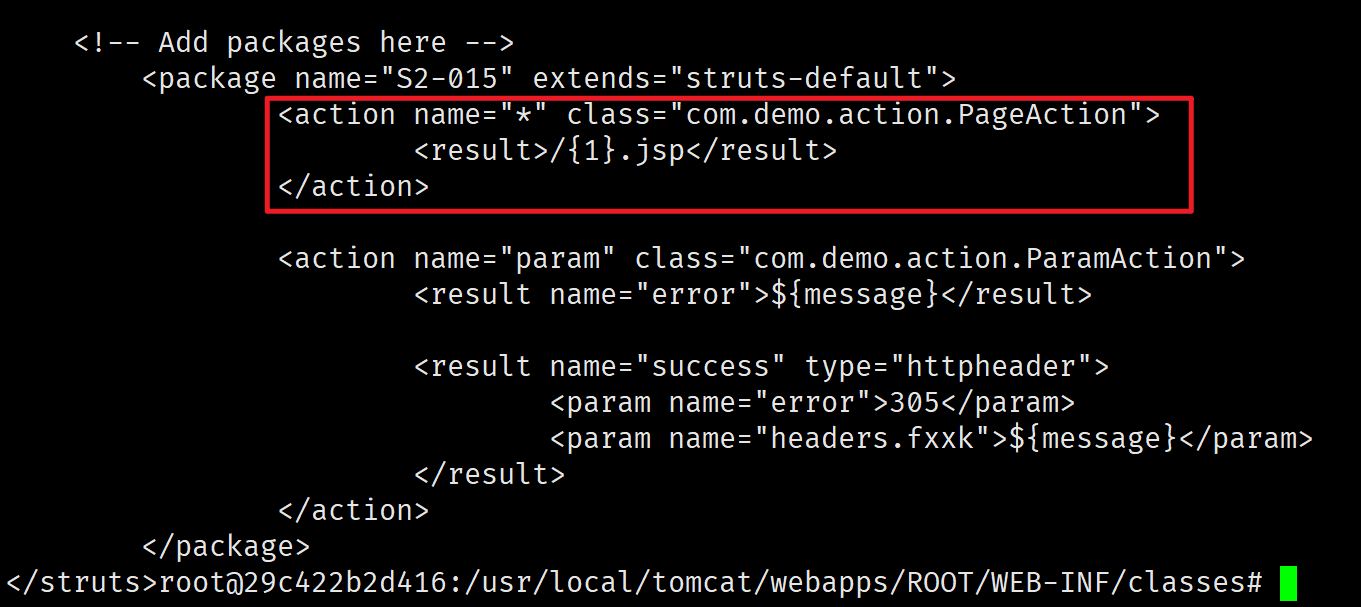 <!-- Add packages here -->
<package name="S2-015" extends="struts-default">
<action name="*" class="com.demo.action.PageAction">
<result>/{1}.jsp</result>
</action>
<action name="param" class="com.demo.action.ParamAction">
<result name="error">${message}</result>
<result name="success" type="httpheader">
<param name="error">305</param>
<param name="headers.fxxk">${message}</param>
</result>
</action>
</package>
</struts>root@29c422b2d416:/usr/local/tomcat/webapps/ROOT/WEB-INF/classes#